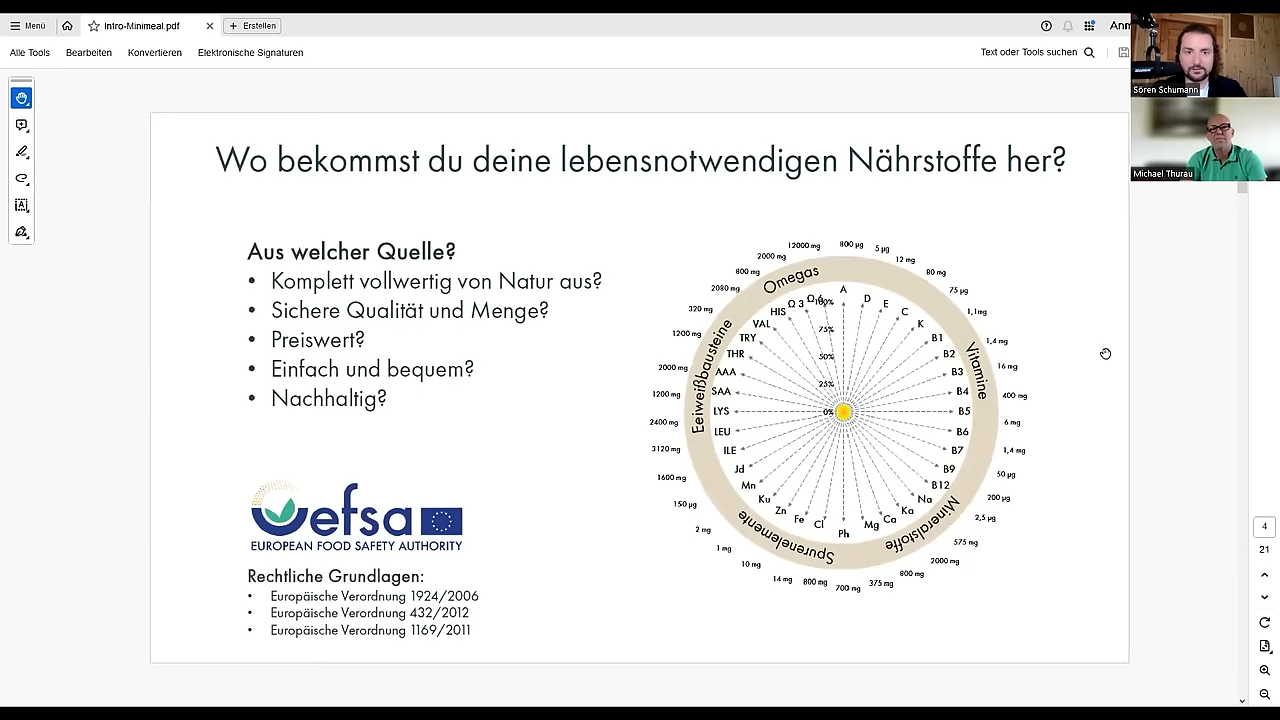 Menü
Intro-Minimeal.pdf
Erstellen
Alle Tools
Bearbeiten
Konvertieren
Elektronische Signaturen
Text oder Tools suchen
Sören Schumann
Michael Thurau
Wo bekommst du deine lebensnotwendigen Nährstoffe her?
Aus welcher Quelle?
• Komplett vollwertig von Natur aus?
• Sichere Qualität und Menge?
• Preiswert?
• Einfach und bequem?
• Nachhaltig?
efsa
EUROPEAN FOOD SAFETY AUTHORITY
Rechtliche Grundlagen:
• Europäische Verordnung 1924/2006
• Europäische Verordnung 432/2012
• Europäische Verordnung 1169/2011
Omegas
Vitamine
Mineralstoffe
Spurenelemente
Eeiweißbausteine
800 µg
5 µg
12 mg
80 mg
75 µg
1,1mg
1,4 mg
16 mg
400 mg
6 mg
1,4 mg
50 µg
200 µg
2,5 µg
575 mg
2000 mg
800 mg
375 mg
700 mg
800 mg
14 mg
10 mg
1 mg
2 mg
150 µg
1600 mg
3120 mg
2400 mg
1200 mg
2000 mg
1200 mg
320 mg
2080 mg
800 mg
2000 mg
12000 mg
A
D
E
C
K
B1
B2
B3
B4
B5
B6
B7
B9
B12
Na
Ka
Ca
Mg
Ph
Cl
Fe
Zn
Ku
Mn
Jd
ILE
LEU
LYS
SAA
AAA
THR
TRY
VAL
HIS
Ω 3
Ω 6
100%
75%
50%
25%
0%
4
21